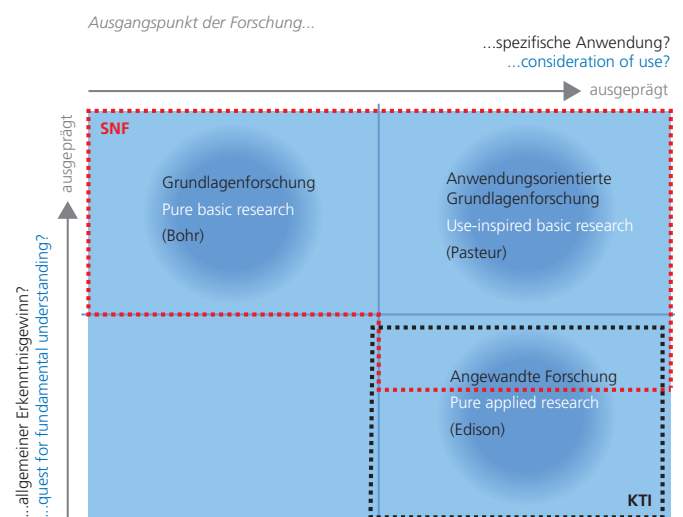 Ausgangspunkt der Forschung...
...spezifische Anwendung?
...consideration of use?
ausgeprägt
ausgeprägt
...allgemeiner Erkenntnisgewinn?
...quest for fundamental understanding?
SNF
Grundlagenforschung
Pure basic research
(Bohr)
Anwendungsorientierte
Grundlagenforschung
Use-inspired basic research
(Pasteur)
Angewandte Forschung
Pure applied research
(Edison)
KTI